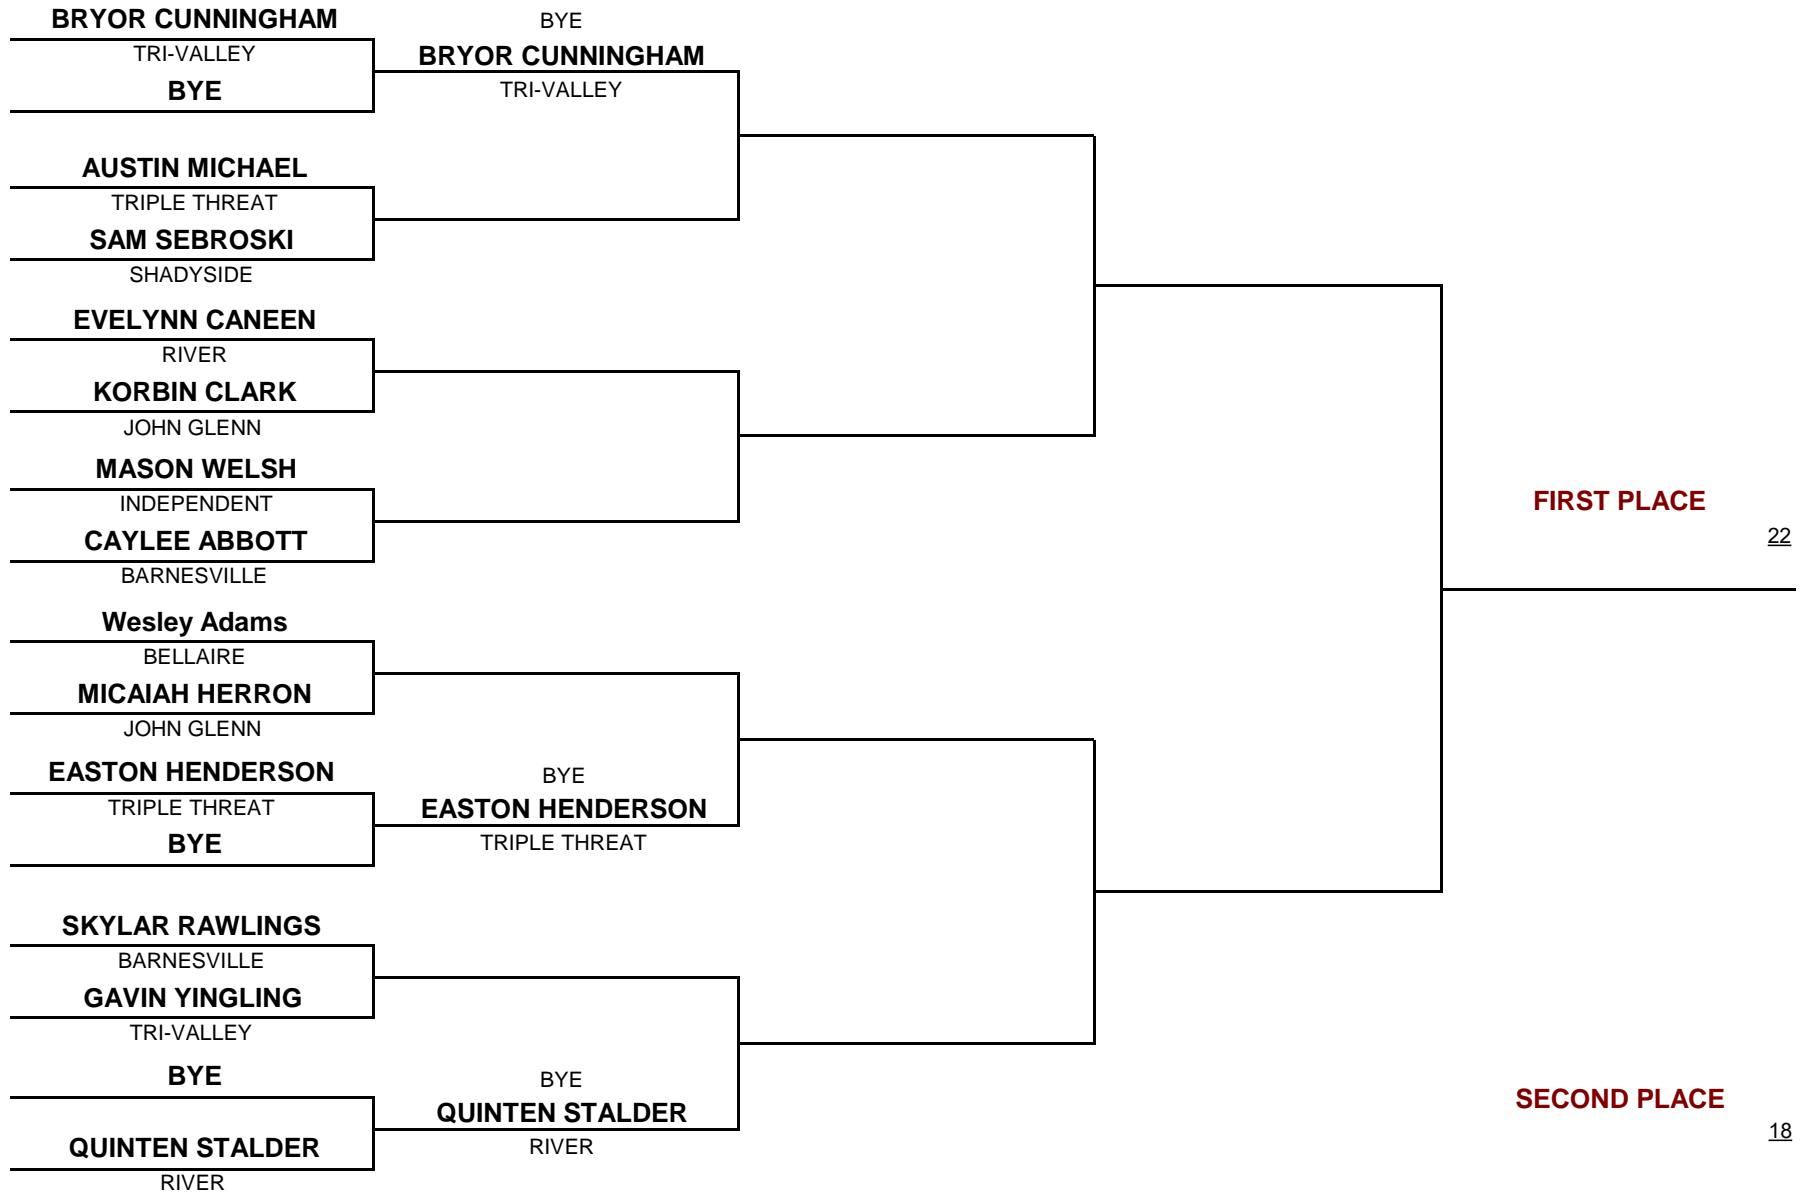 BRYOR CUNNINGHAM
TRI-VALLEY
BYE
AUSTIN MICHAEL
TRIPLE THREAT
SAM SEBROSKI
SHADYSIDE
EVELYNN CANEEN
RIVER
KORBIN CLARK
JOHN GLENN
MASON WELSH
INDEPENDENT
CAYLEE ABBOTT
BARNESVILLE
Wesley Adams
BELLAIRE
MICAIAH HERRON
JOHN GLENN
EASTON HENDERSON
TRIPLE THREAT
BYE
SKYLAR RAWLINGS
BARNESVILLE
GAVIN YINGLING
TRI-VALLEY
BYE
QUINTEN STALDER
RIVER
BYE
BRYOR CUNNINGHAM
TRI-VALLEY
BYE
EASTON HENDERSON
TRIPLE THREAT
BYE
QUINTEN STALDER
RIVER
FIRST PLACE
22
SECOND PLACE
18